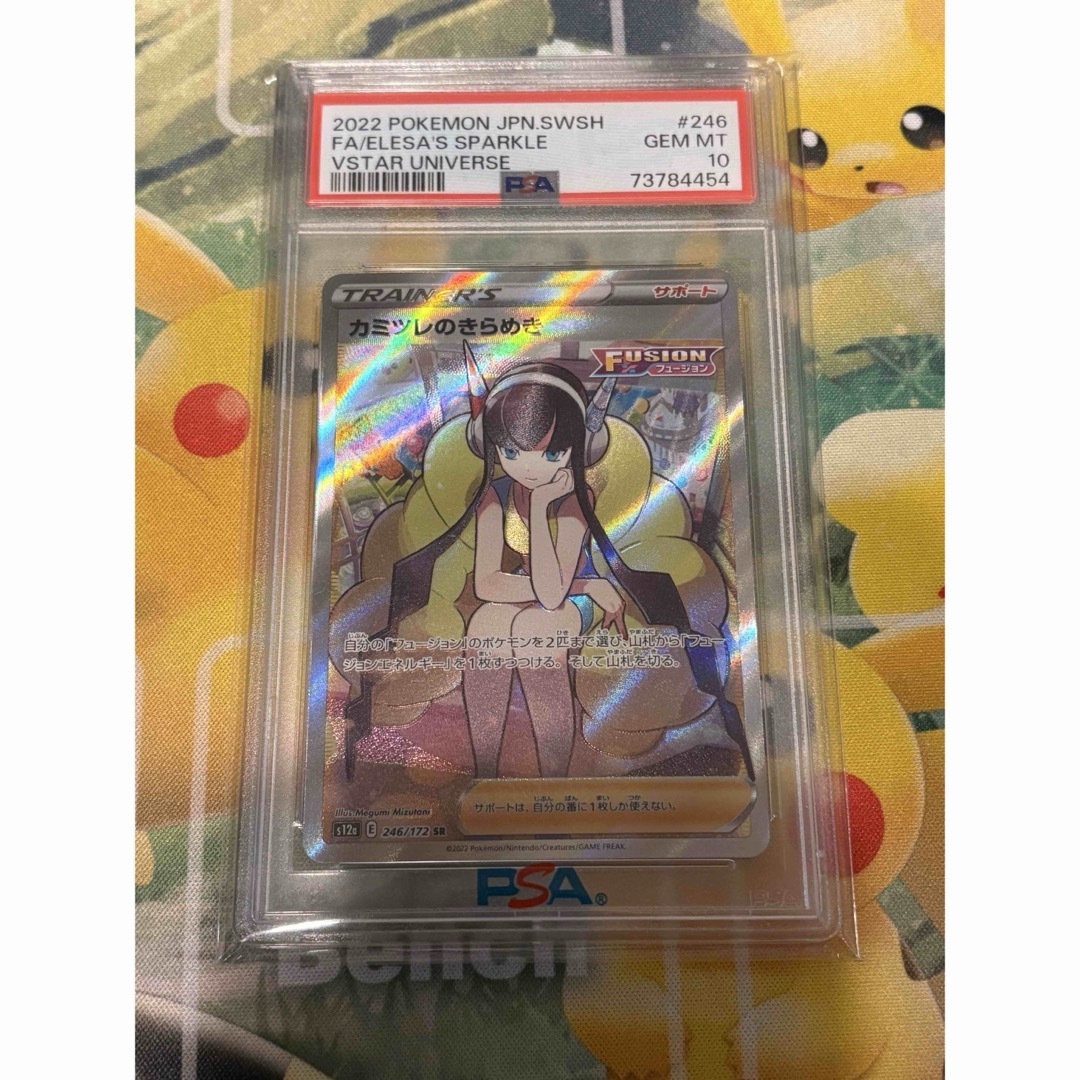 2022 POKEMON JPN.SWSH #246
FA/ELESA'S SPARKLE GEM MT
VSTAR UNIVERSE 10
PSA 73784454
TRAINER'S サポート
カミツレのきらめき
FUSION
フュージョン
自分の「フュージョン」のポケモンを2匹まで選び、山札から「フュー
ジョンエネルギー」を1枚ずつつける。そして山札を切る。
サポートは、自分の番に1枚しか使えない。
Illus. Megumi Mizutani
s12a E 246/172 SR
©2022 Pokémon/Nintendo/Creatures/GAME FREAK.
PSA®
Bench